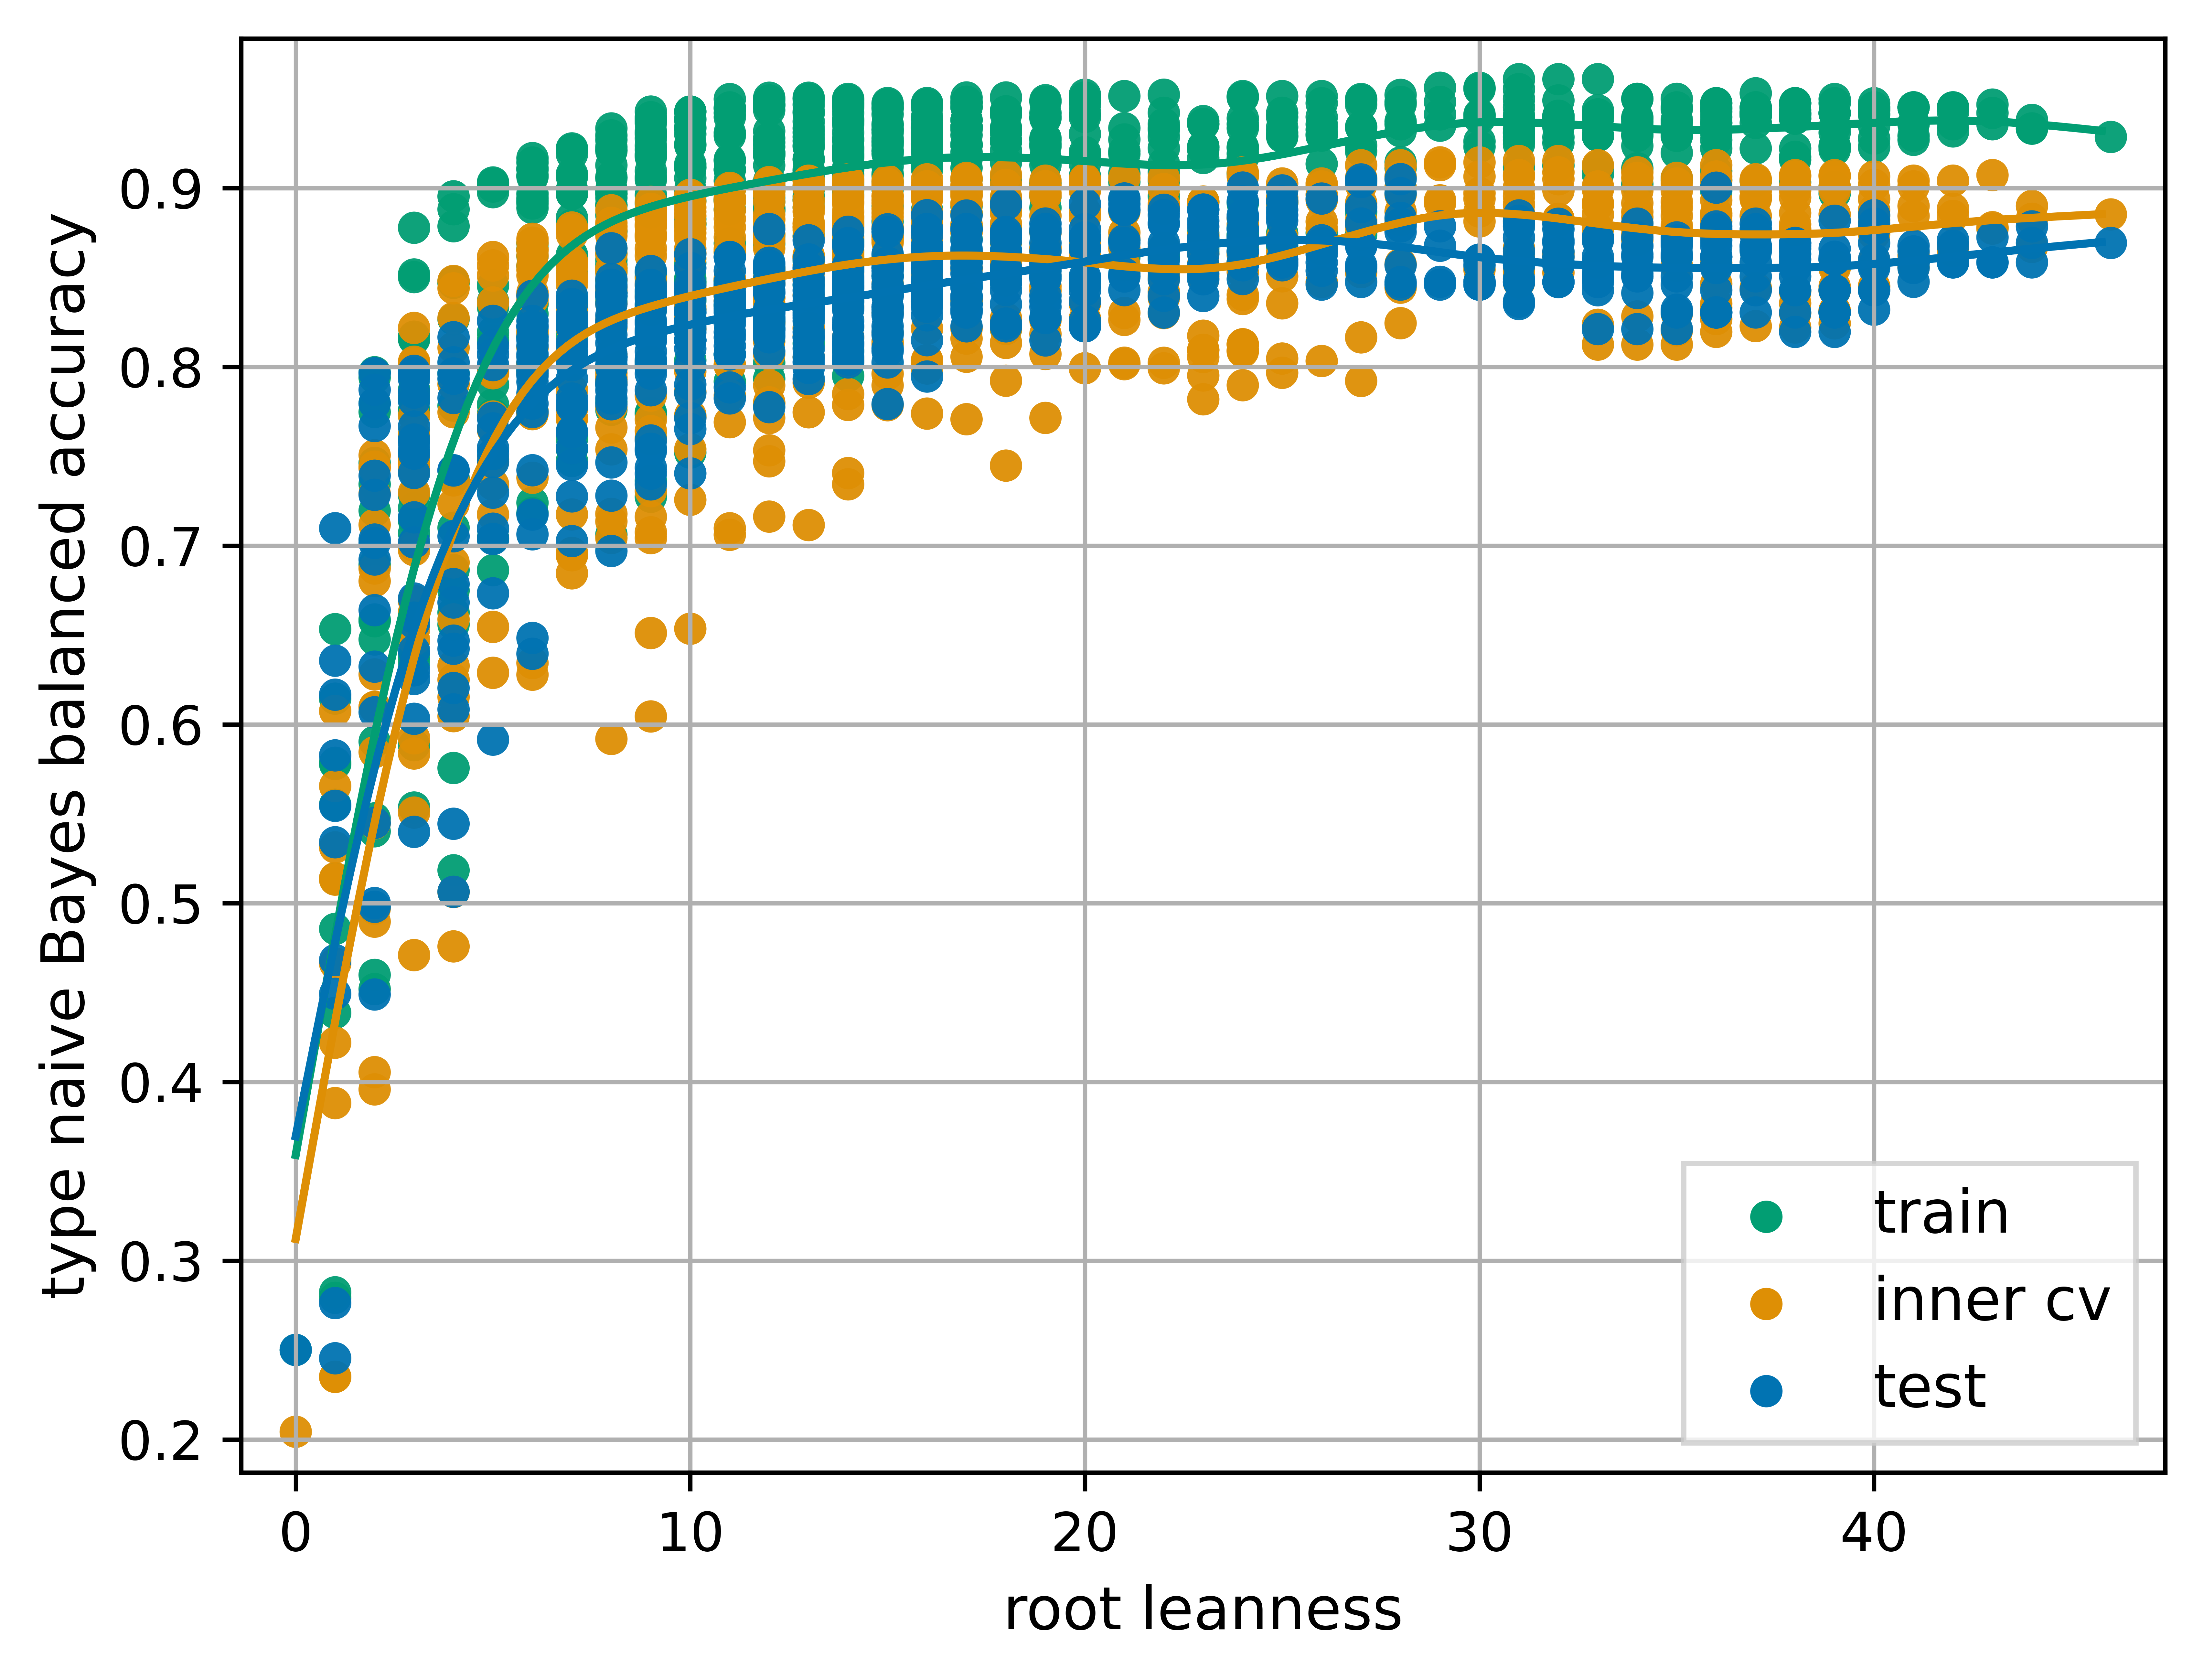 type naive Bayes balanced accuracy
0.9
0.8
0.7
0.6
0.5
0.4
0.3
0.2
0 10 20 30 40
root leanness
train
inner cv
test